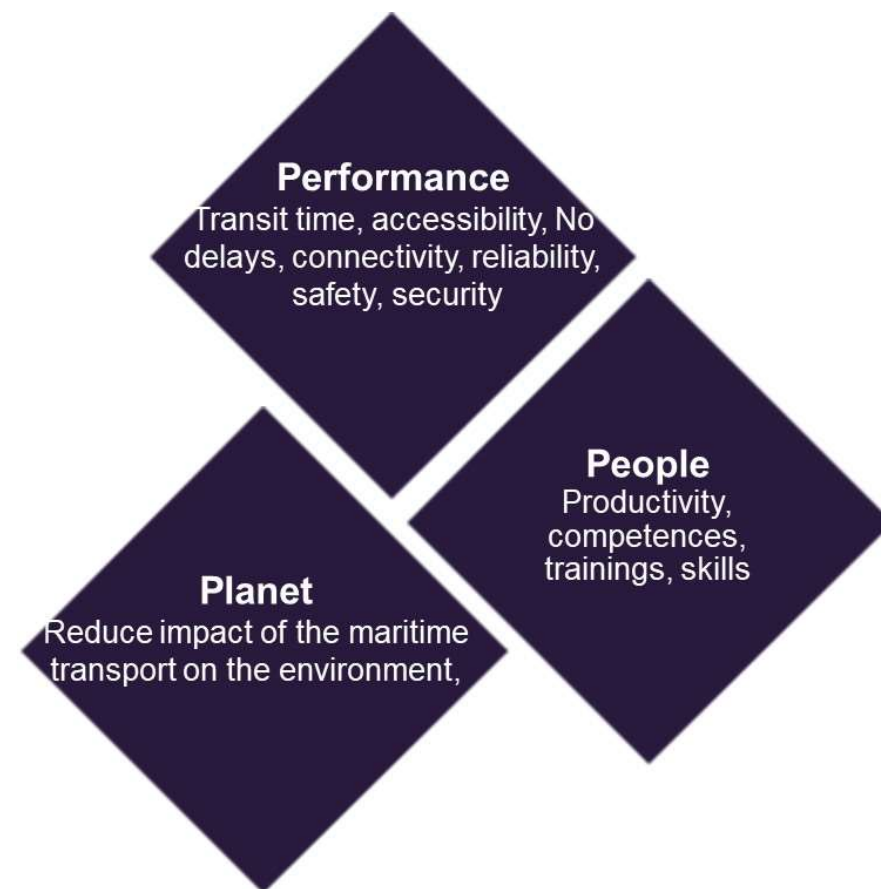 Performance
Transit time, accessibility, No
delays, connectivity, reliability,
safety, security
People
Productivity,
competences,
trainings, skills
Planet
Reduce impact of the maritime
transport on the environment,